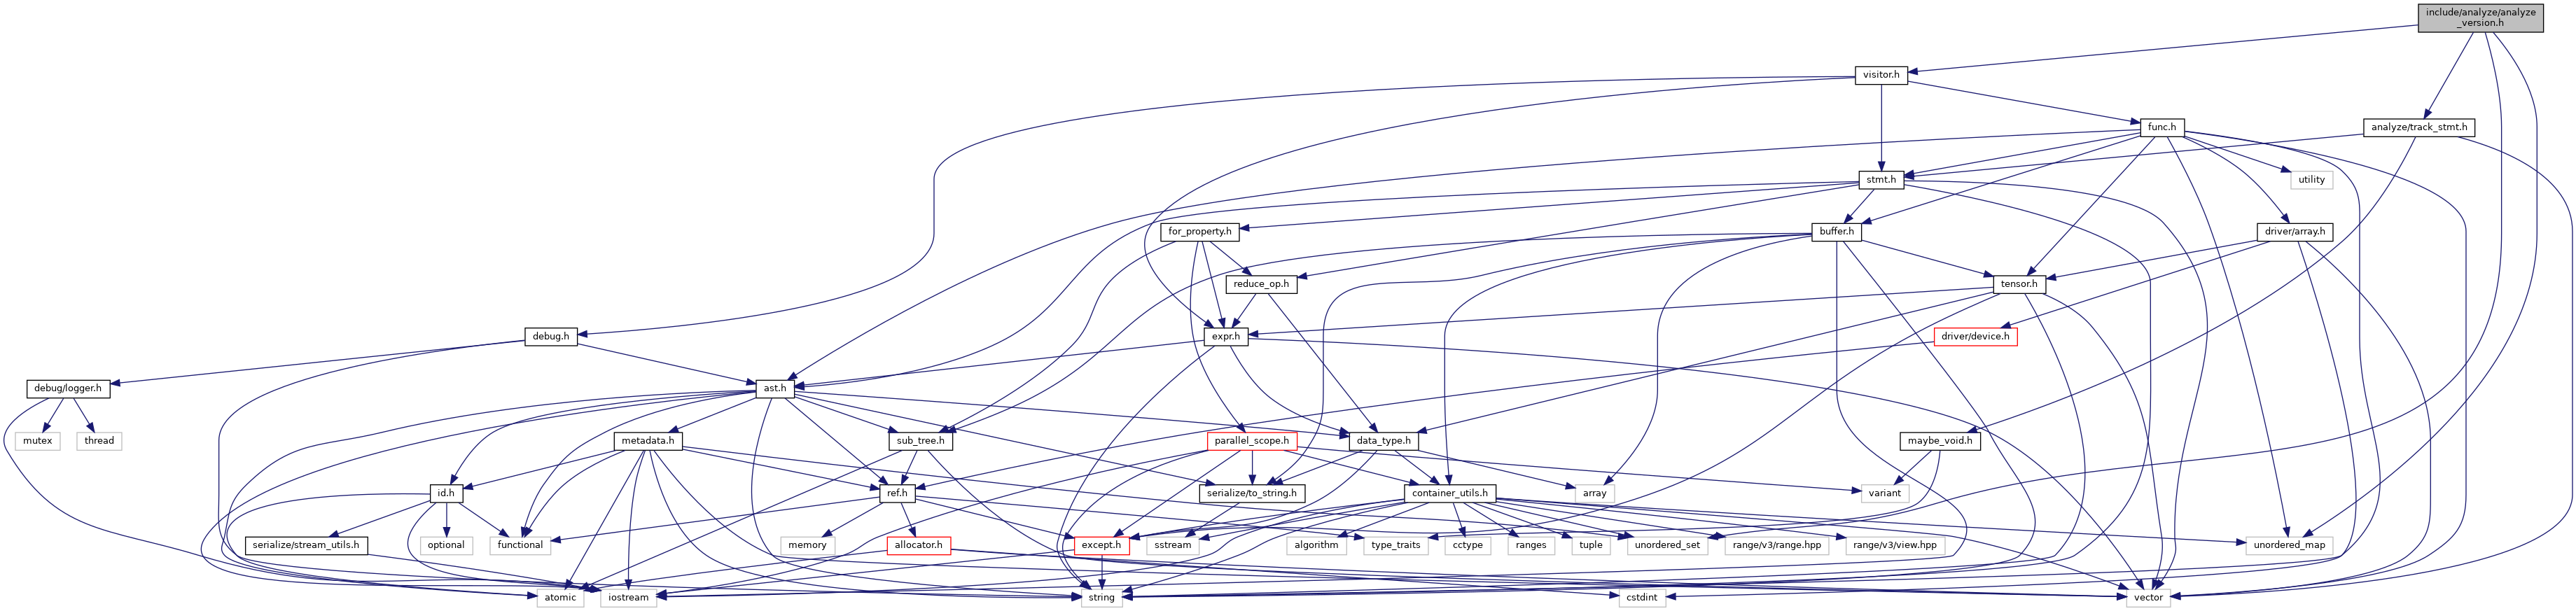 include/analyze/analyze
_version.h
visitor.h
func.h
analyze/track_stmt.h
stmt.h
utility
for_property.h
buffer.h
driver/array.h
reduce_op.h
tensor.h
debug.h
expr.h
driver/device.h
debug/logger.h
ast.h
mutex
thread
metadata.h
sub_tree.h
parallel_scope.h
data_type.h
maybe_void.h
id.h
ref.h
serialize/to_string.h
container_utils.h
array
variant
serialize/stream_utils.h
optional
functional
memory
allocator.h
except.h
sstream
algorithm
type_traits
cctype
ranges
tuple
unordered_set
range/v3/range.hpp
range/v3/view.hpp
unordered_map
atomic
iostream
string
cstdint
vector